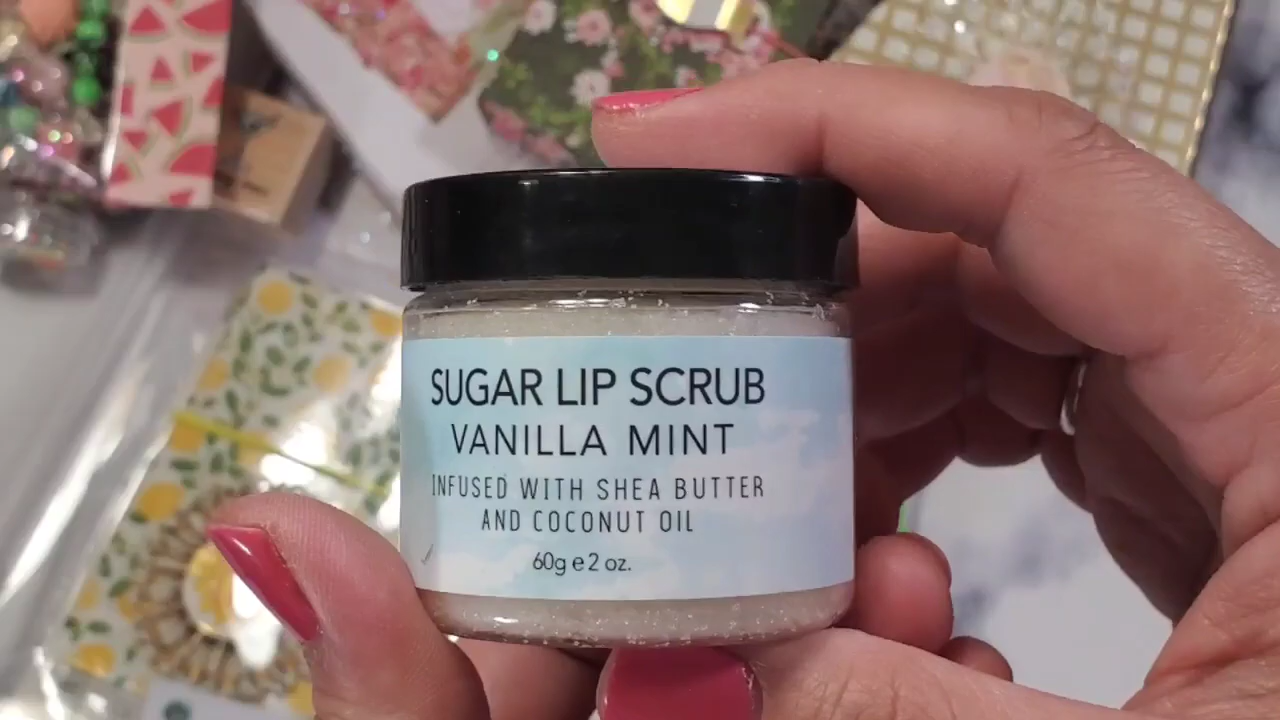 SUGAR LIP SCRUB
VANILLA MINT
INFUSED WITH SHEA BUTTER
AND COCONUT OIL
60g e 2 oz.